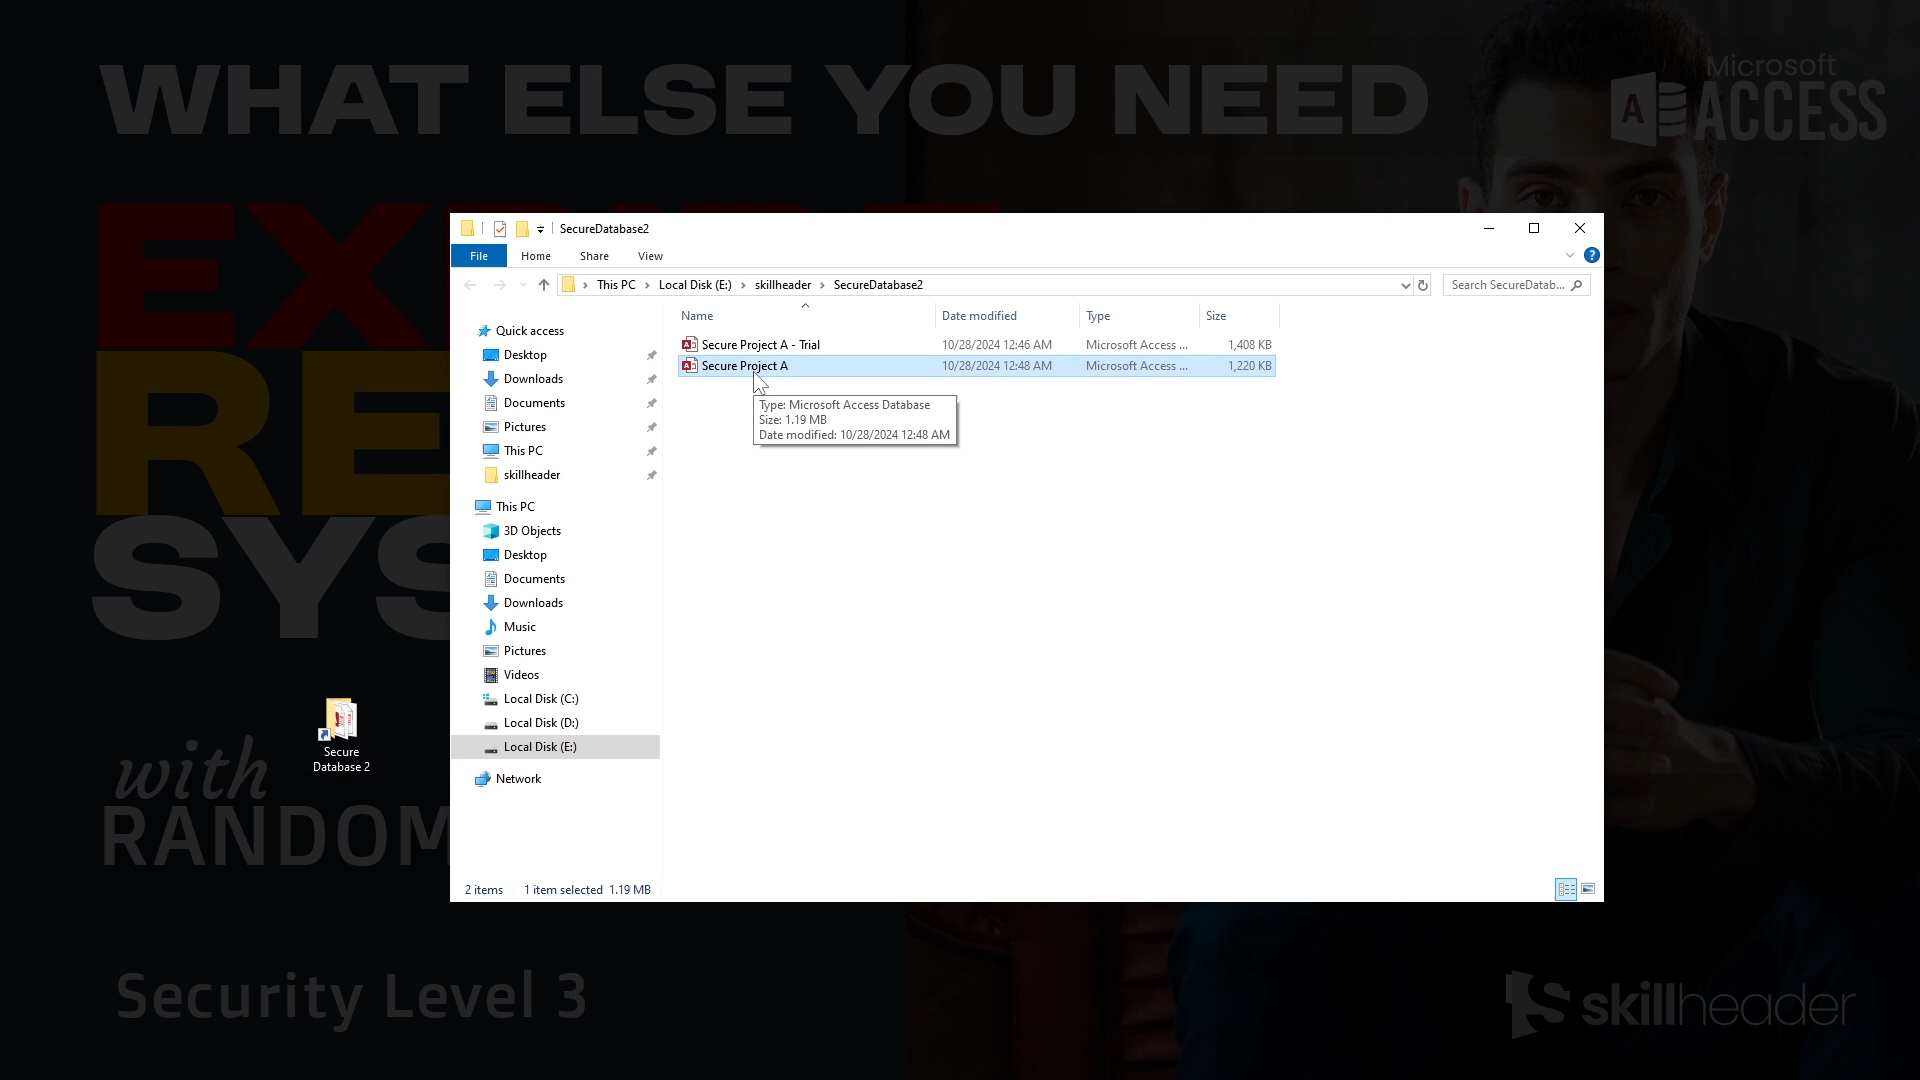 WHAT ELSE YOU NEED
Microsoft
ACCESS
SYS
with
RANDOM
Security Level 3
skillheader
Secure
Database 2
SecureDatabase2
File Home Share View
This PC Local Disk (E:) skillheader SecureDatabase2
Search SecureDatab...
Name Date modified Type Size
Secure Project A - Trial 10/28/2024 12:46 AM Microsoft Access ... 1,408 KB
Secure Project A 10/28/2024 12:48 AM Microsoft Access ... 1,220 KB
Type: Microsoft Access Database
Size: 1.19 MB
Date modified: 10/28/2024 12:48 AM
Quick access
Desktop
Downloads
Documents
Pictures
This PC
skillheader
This PC
3D Objects
Desktop
Documents
Downloads
Music
Pictures
Videos
Local Disk (C:)
Local Disk (D:)
Local Disk (E:)
Network
2 items 1 item selected 1.19 MB